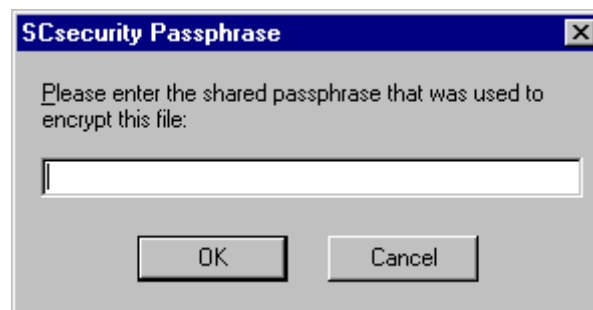 SCsecurity Passphrase
Please enter the shared passphrase that was used to
encrypt this file:
OK
Cancel